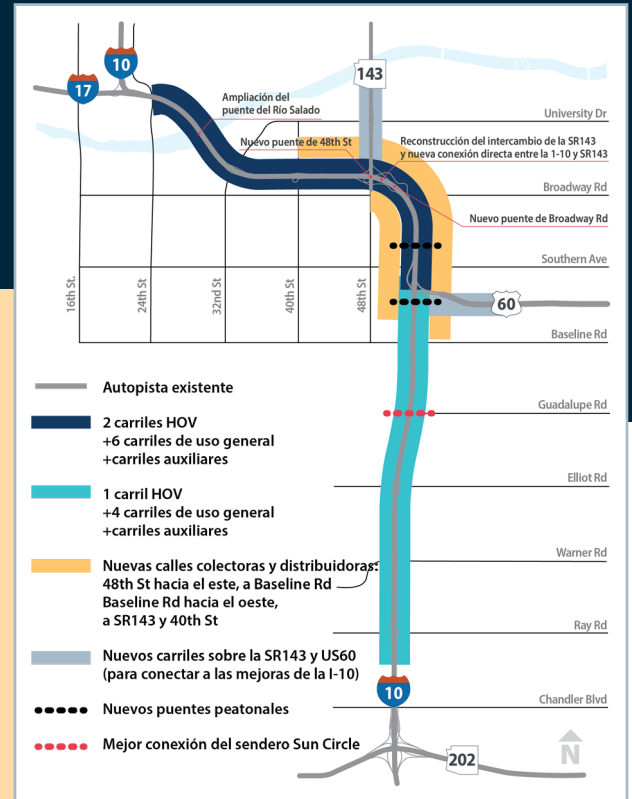 10
17
143
Ampliación del
puente del Río Salado
University Dr
Nuevo puente de 48th St
Reconstrucción del intercambio de la SR143
y nueva conexión directa entre la 1-10 y SR143
Broadway Rd
Nuevo puente de Broadway Rd
Southern Ave
16th St.
24th St
32nd St
40th St
48th St
60
Baseline Rd
Autopista existente
Guadalupe Rd
2 carriles HOV
+6 carriles de uso general
+carriles auxiliares
Elliot Rd
1 carril HOV
+4 carriles de uso general
+carriles auxiliares
Warner Rd
Nuevas calles colectoras y distribuidoras:
48th St hacia el este, a Baseline Rd
Baseline Rd hacia el oeste,
a SR143 y 40th St
Ray Rd
Nuevos carriles sobre la SR143 y US60
(para conectar a las mejoras de la I-10)
10
Chandler Blvd
Nuevos puentes peatonales
Mejor conexión del sendero Sun Circle
202
N